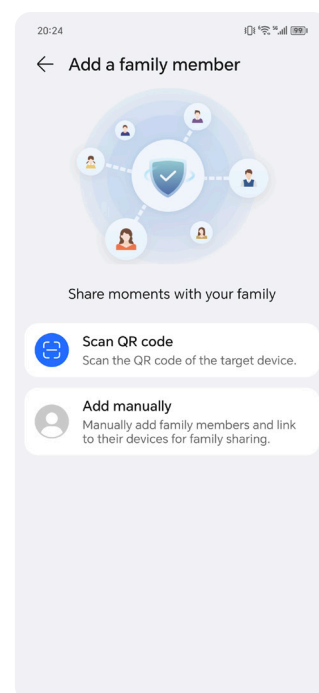 20:24
99
Add a family member
Share moments with your family
Scan QR code
Scan the QR code of the target device.
Add manually
Manually add family members and link
to their devices for family sharing.